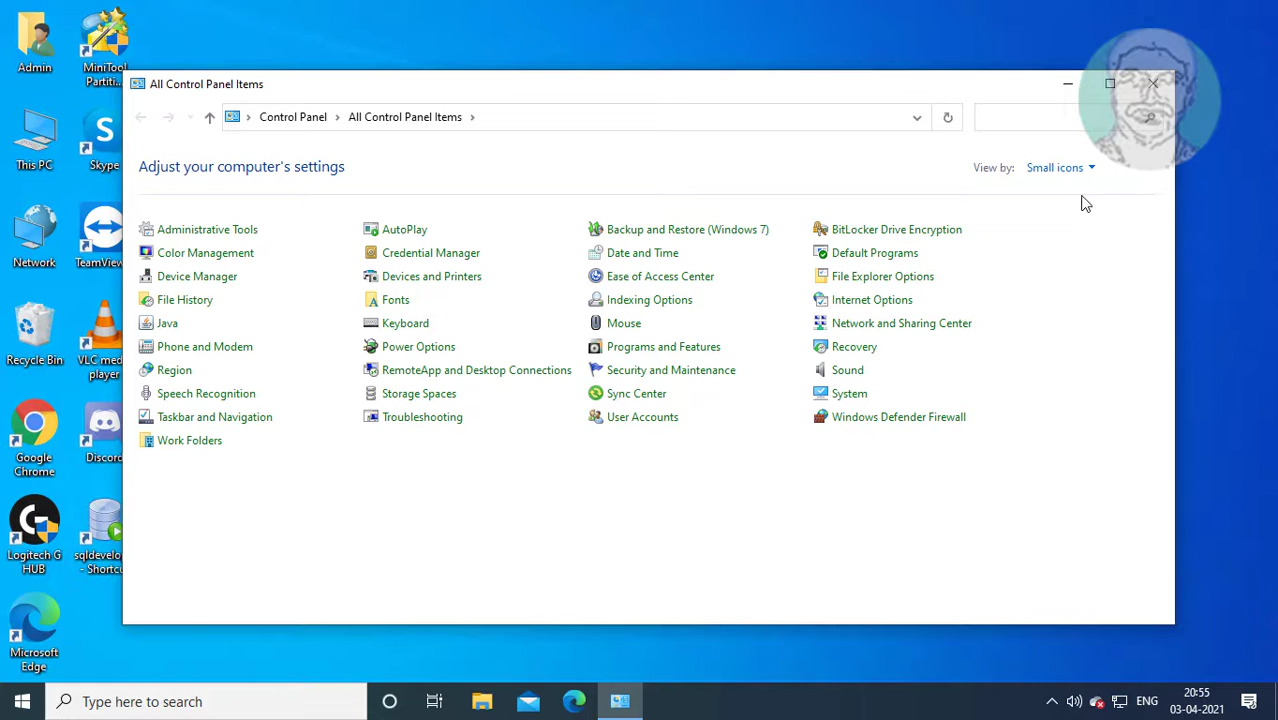 Admin
MiniTool
Partiti...
This PC
Skype
Network
TeamView
Recycle Bin
VLC media
player
Google
Chrome
Discord
Logitech G
HUB
sqldevelop
- Shortcu
Microsoft
Edge
All Control Panel Items
Control Panel
All Control Panel Items
Adjust your computer's settings
View by: Small icons
Administrative Tools
AutoPlay
Backup and Restore (Windows 7)
BitLocker Drive Encryption
Color Management
Credential Manager
Date and Time
Default Programs
Device Manager
Devices and Printers
Ease of Access Center
File Explorer Options
File History
Fonts
Indexing Options
Internet Options
Java
Keyboard
Mouse
Network and Sharing Center
Phone and Modem
Power Options
Programs and Features
Recovery
Region
RemoteApp and Desktop Connections
Security and Maintenance
Sound
Speech Recognition
Storage Spaces
Sync Center
System
Taskbar and Navigation
Troubleshooting
User Accounts
Windows Defender Firewall
Work Folders
Type here to search
ENG
20:55
03-04-2021